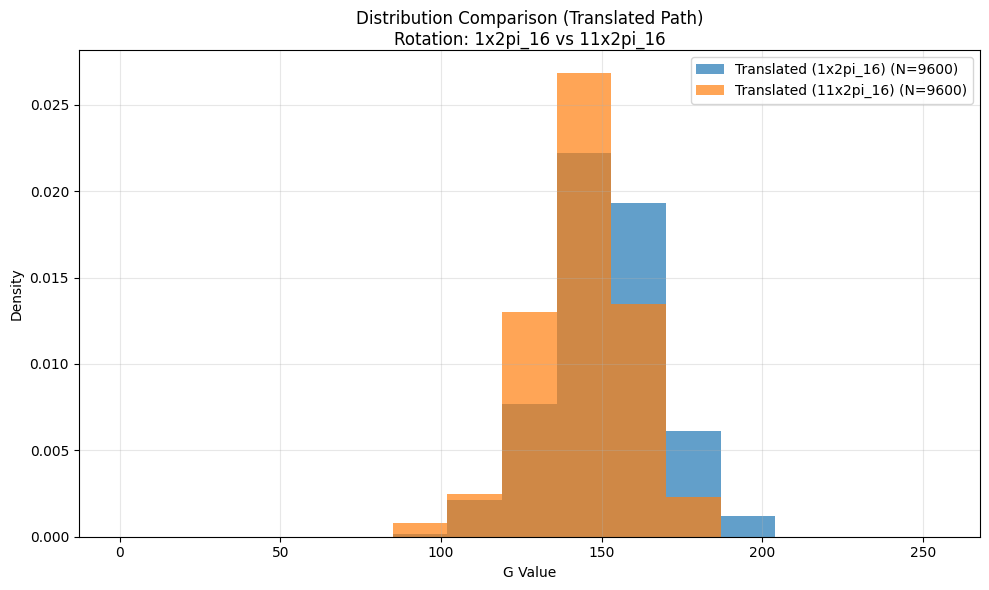 Distribution Comparison (Translated Path)
Rotation: 1x2pi_16 vs 11x2pi_16
Translated (1x2pi_16) (N=9600)
Translated (11x2pi_16) (N=9600)
Density
0.025
0.020
0.015
0.010
0.005
0.000
0
50
100
150
200
250
G Value